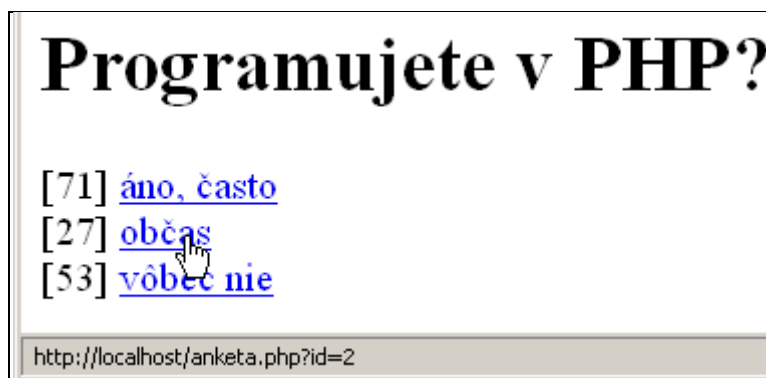 Programujete v PHP?
[71] áno, často
[27] občas
[53] vôbec nie
http://localhost/anketa.php?id=2